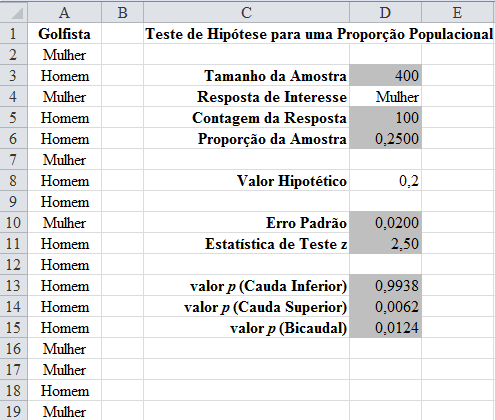 A B C D E
1 Golfista Teste de Hipótese para uma Proporção Populacional
2 Mulher
3 Homem Tamanho da Amostra 400
4 Mulher Resposta de Interesse Mulher
5 Homem Contagem da Resposta 100
6 Homem Proporção da Amostra 0,2500
7 Mulher
8 Homem Valor Hipotético 0,2
9 Homem
10 Mulher Erro Padrão 0,0200
11 Homem Estatística de Teste z 2,50
12 Homem
13 Homem valor p (Cauda Inferior) 0,9938
14 Homem valor p (Cauda Superior) 0,0062
15 Homem valor p (Bicaudal) 0,0124
16 Mulher
17 Mulher
18 Homem
19 Mulher